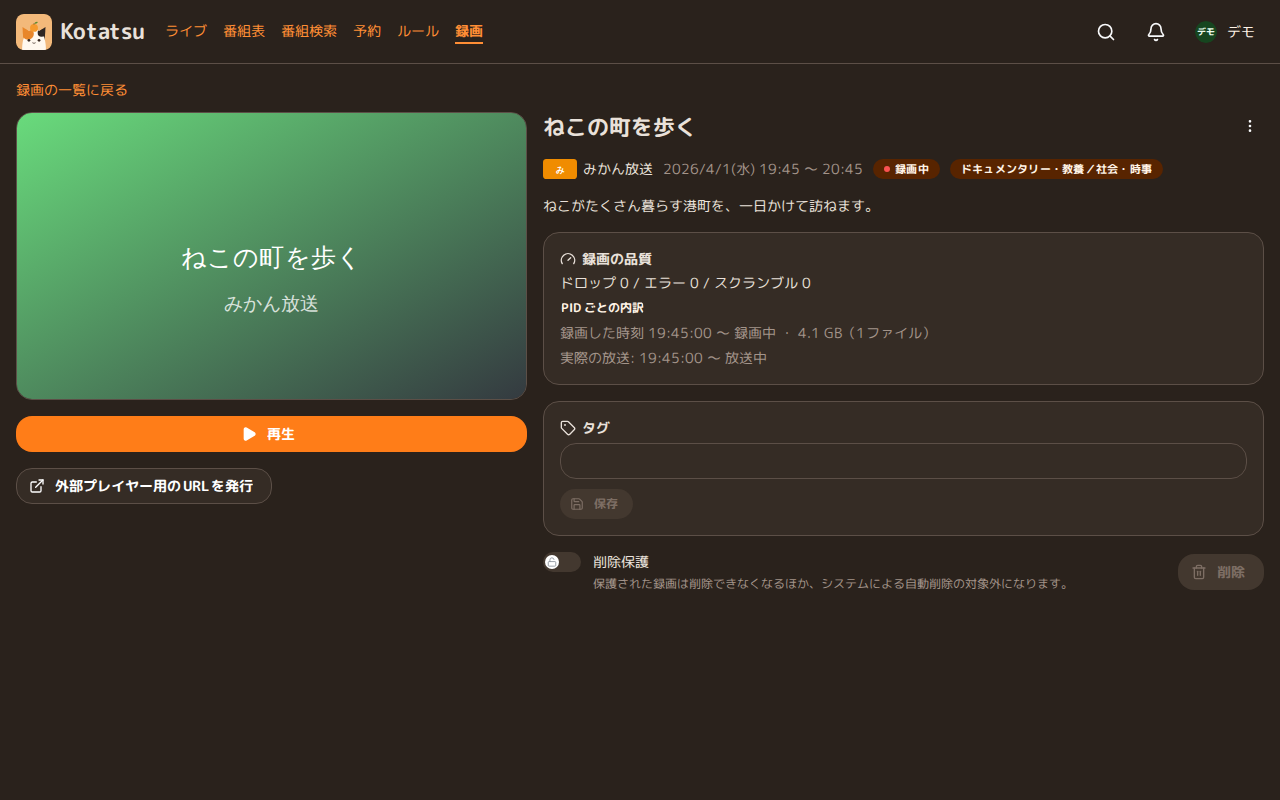 Kotatsu ライブ 番組表 番組検索 予約 ルール 録画 デモ デモ
録画の一覧に戻る
ねこの町を歩く
みかん放送
再生
外部プレイヤー用のURLを発行
ねこの町を歩く
み みかん放送 2026/4/1(水) 19:45 〜 20:45 録画中 ドキュメンタリー・教養／社会・時事
ねこがたくさん暮らす港町を、一日かけて訪ねます。
録画の品質
ドロップ 0 / エラー 0 / スクランブル 0
PID ごとの内訳
録画した時刻 19:45:00 〜 録画中 ・ 4.1 GB（1ファイル）
実際の放送: 19:45:00 〜 放送中
タグ
保存
削除保護
保護された録画は削除できなくなるほか、システムによる自動削除の対象外になります。
削除